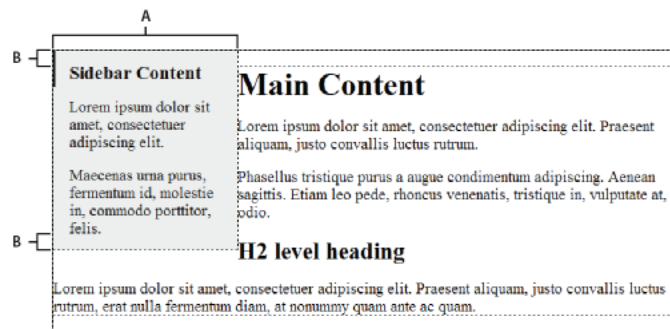 A
B
Sidebar Content
Lorem ipsum dolor sit
amet, consectetuer
adipiscing elit.
Maecenas urna purus,
fermentum id, molestie
in, commodo porttitor,
felis.
B
Main Content
Lorem ipsum dolor sit amet, consectetuer adipiscing elit. Praesent
aliquam, justo convallis luctus rutrum.
Phasellus tristique purus a augue condimentum adipiscing. Aenean
sagittis. Etiam leo pede, rhoncus venenatis, tristique in, vulputate at,
odio.
H2 level heading
Lorem ipsum dolor sit amet, consectetuer adipiscing elit. Praesent aliquam, justo convallis luctus
rutrum, erat nulla fermentum diam, at nonummy quam ante ac quam.